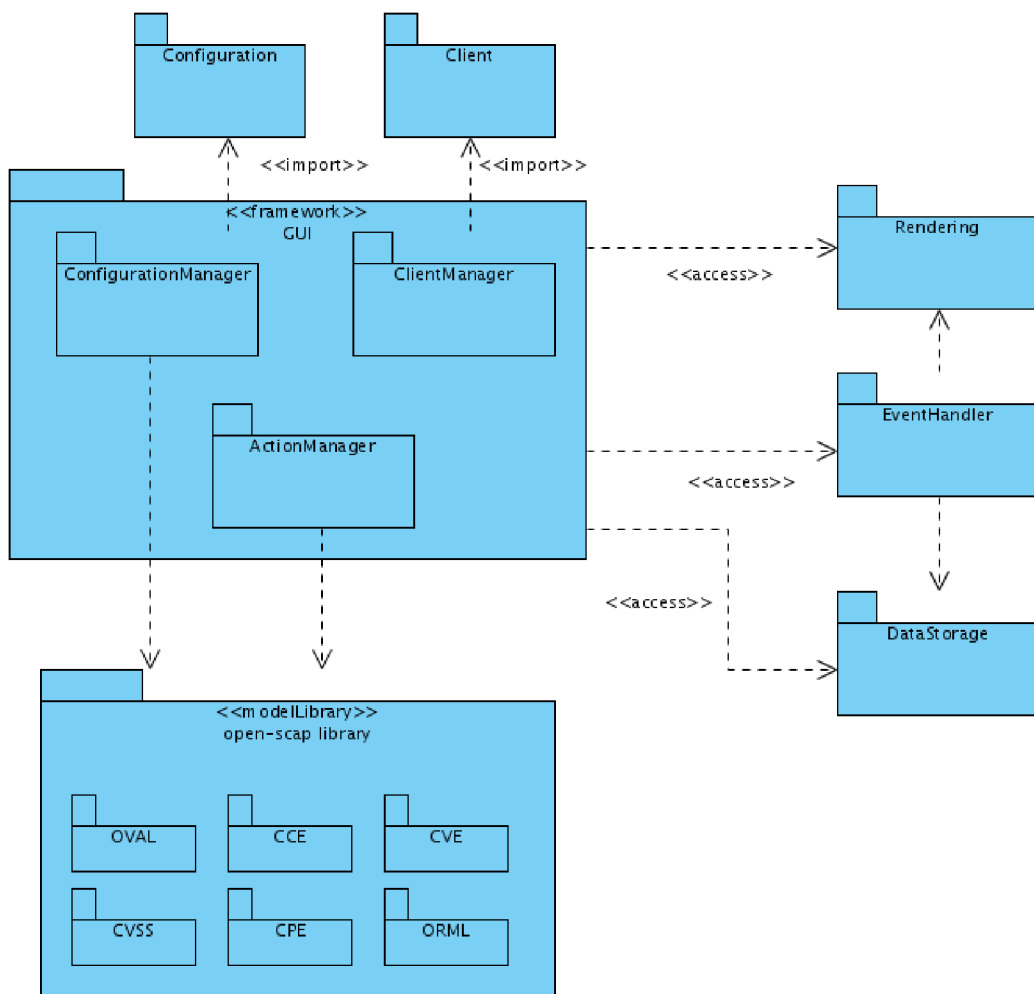 Configuration
Client
<<import>>
<<import>>
<<framework>>
GUI
Rendering
ConfigurationManager
ClientManager
<<access>>
EventHandler
ActionManager
<<access>>
<<access>>
DataStorage
<<modelLibrary>>
open-scap library
OVAL
CCE
CVE
CVSS
CPE
ORML